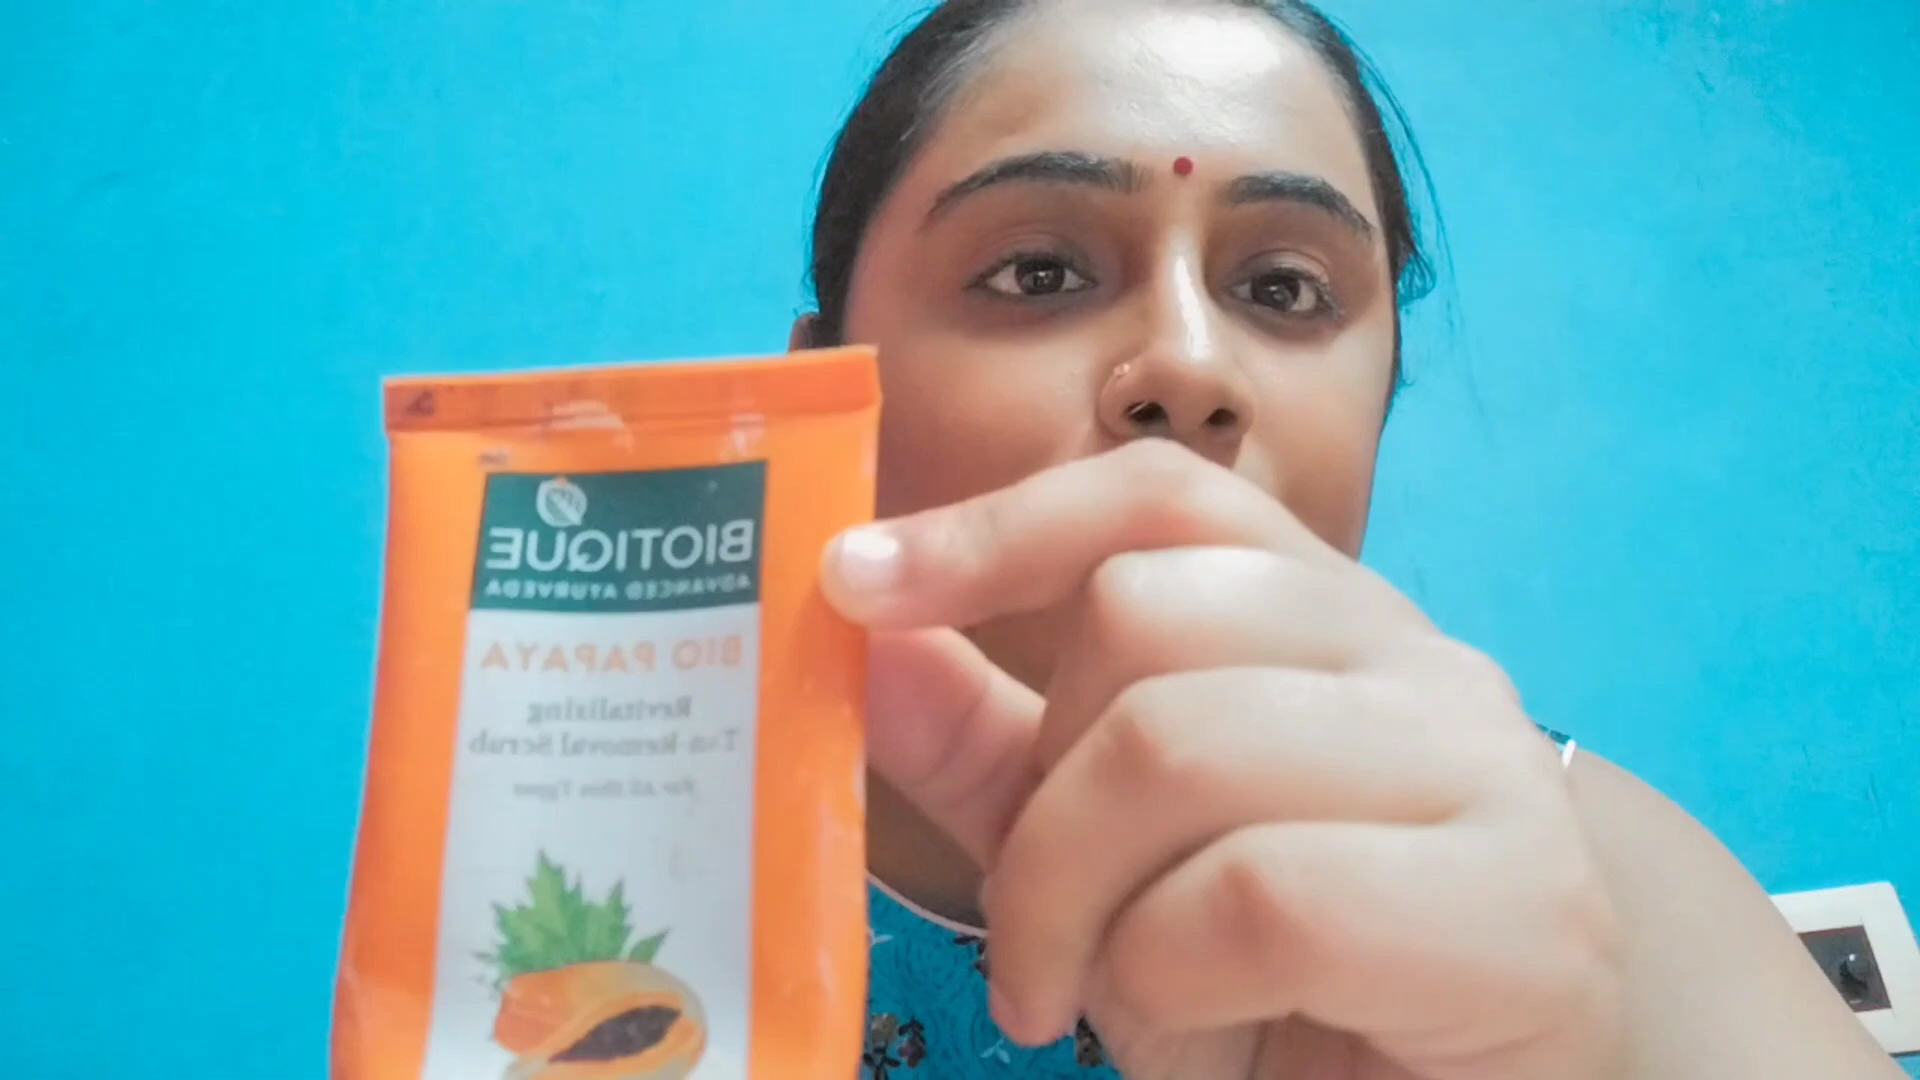 BIOTIQUE
ADVANCED AYURVEDA
BIO PAPAYA
Revitalizing
Tan-Removal Scrub
For All Skin Types